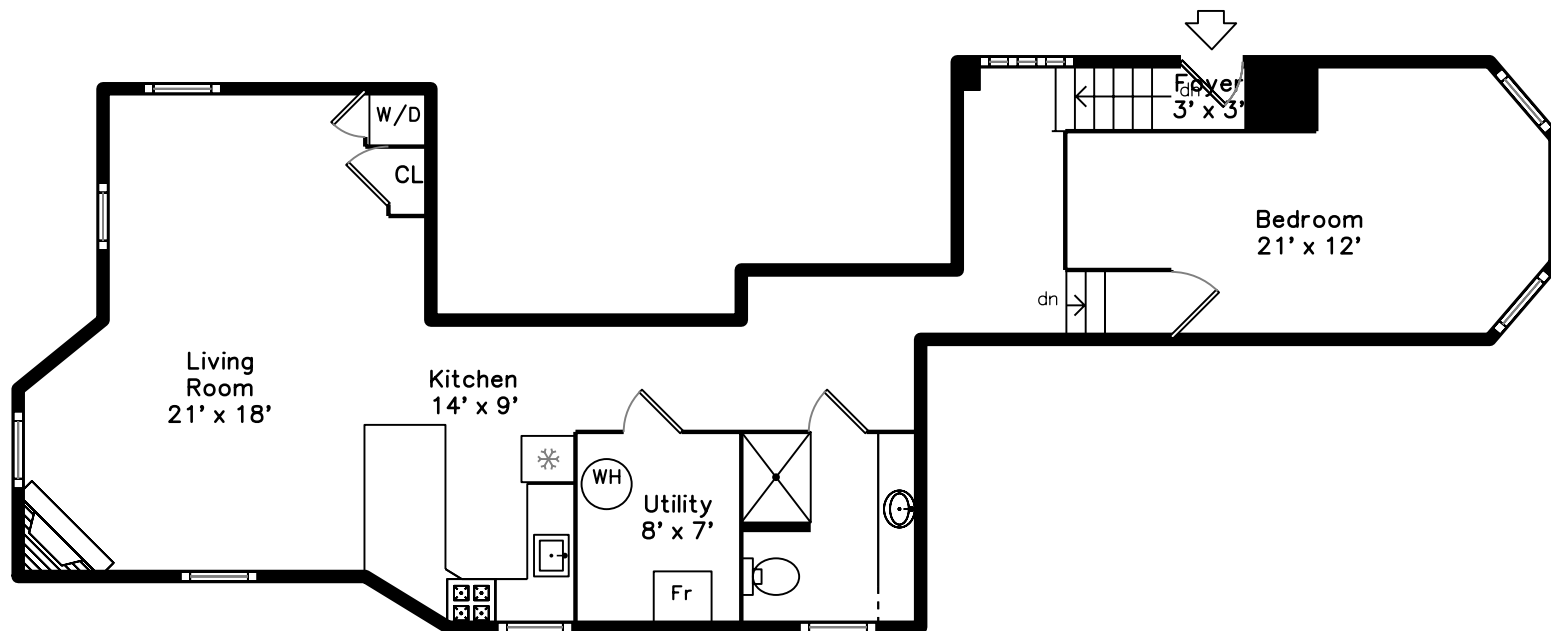 W/D
CL
Living
Room
21' x 18'
Kitchen
14' x 9'
WH
Utility
8' x 7'
Fr
dn
Foyer
3' x 3'
dn
Bedroom
21' x 12'